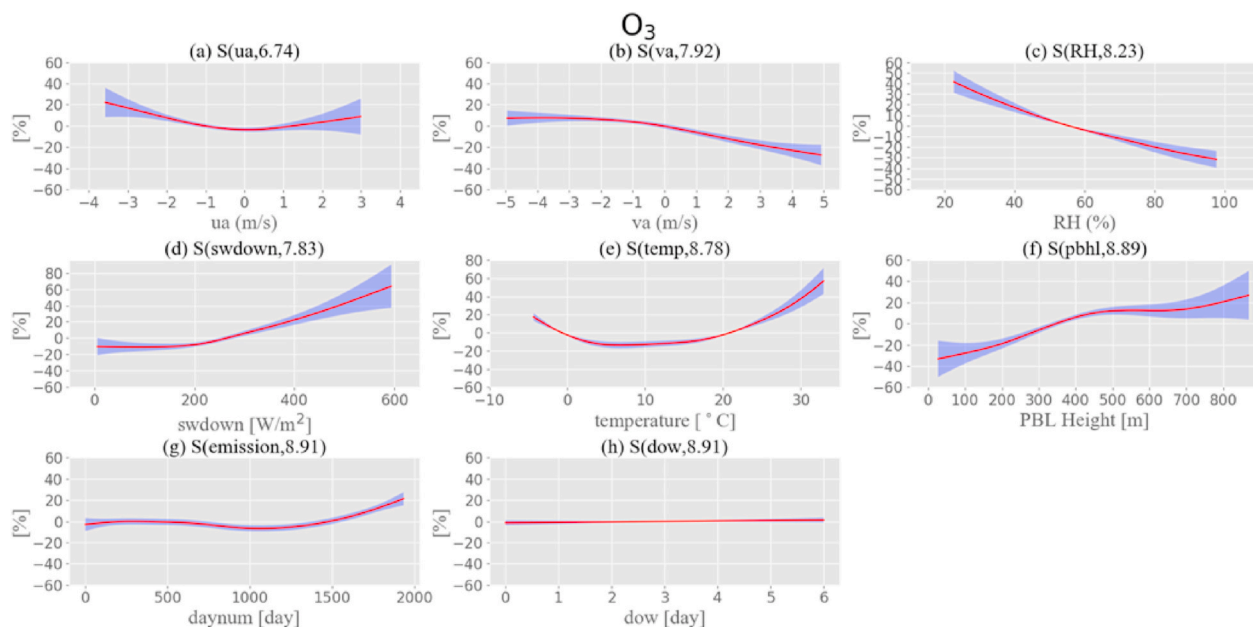 O₃
(a) S(ua,6.74)
60
40
20
0
−20
−40
−60
[%]
−4 −3 −2 −1 0 1 2 3 4
ua (m/s)
(b) S(va,7.92)
60
40
20
0
−20
−40
−60
[%]
−5 −4 −3 −2 −1 0 1 2 3 4 5
va (m/s)
(c) S(RH,8.23)
60
50
40
30
20
10
0
−10
−20
−30
−40
−50
−60
[%]
20 40 60 80 100
RH (%)
(d) S(swdown,7.83)
80
60
40
20
0
−20
−40
−60
[%]
0 200 400 600
swdown [W/m²]
(e) S(temp,8.78)
80
60
40
20
0
−20
−40
−60
[%]
−10 0 10 20 30
temperature [°C]
(f) S(pbhl,8.89)
60
40
20
0
−20
−40
−60
[%]
0 100 200 300 400 500 600 700 800
PBL Height [m]
(g) S(emission,8.91)
60
40
20
0
−20
−40
−60
[%]
0 500 1000 1500 2000
daynum [day]
(h) S(dow,8.91)
60
40
20
0
−20
−40
−60
[%]
0 1 2 3 4 5 6
dow [day]